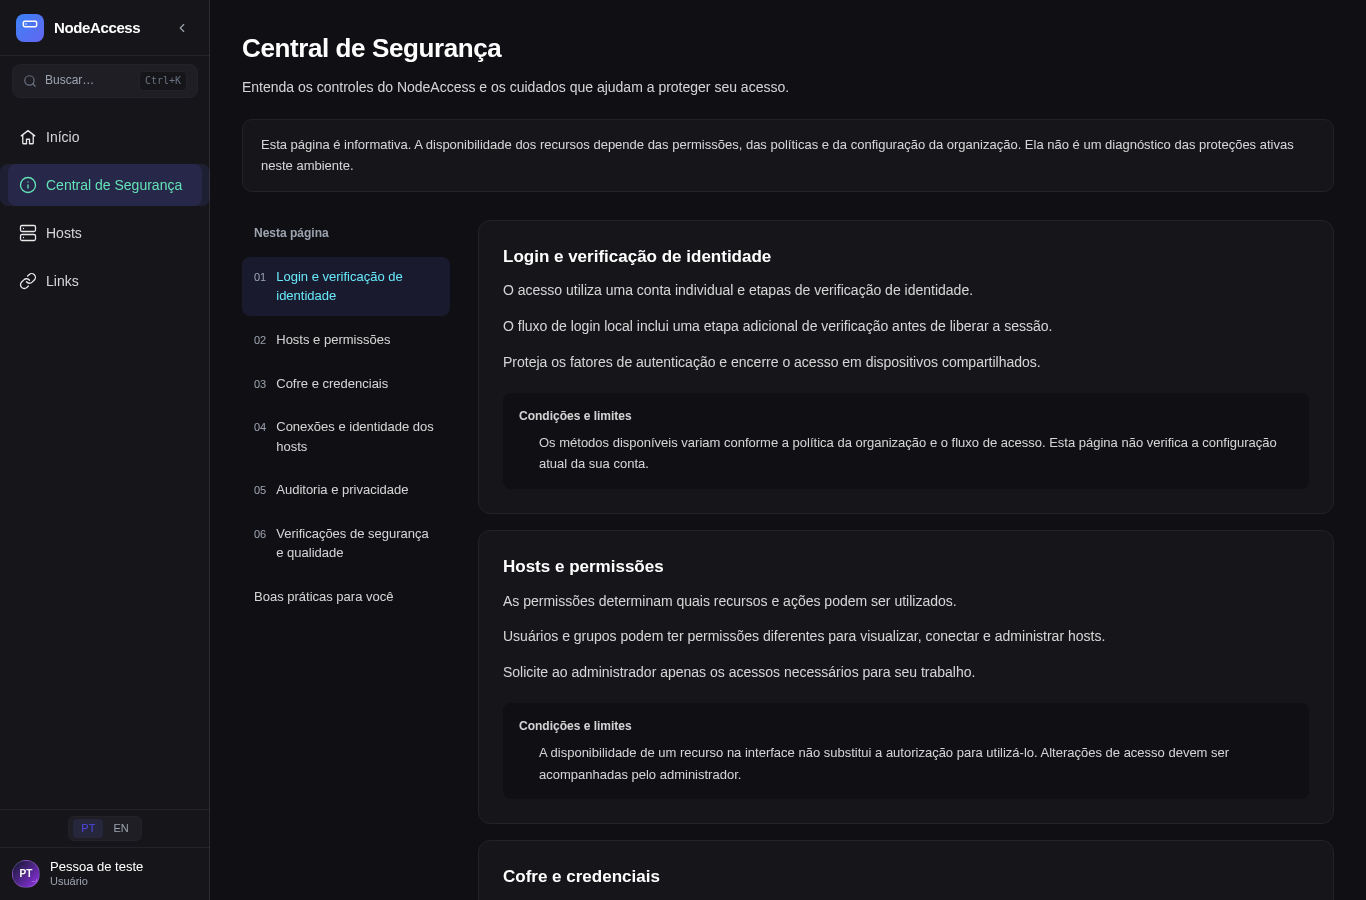 NodeAccess
Buscar…
Ctrl+K
Início
Central de Segurança
Hosts
Links
PT
EN
PT
Pessoa de teste
Usuário
Central de Segurança
Entenda os controles do NodeAccess e os cuidados que ajudam a proteger seu acesso.
Esta página é informativa. A disponibilidade dos recursos depende das permissões, das políticas e da configuração da organização. Ela não é um diagnóstico das proteções ativas
neste ambiente.
Nesta página
01 Login e verificação de
identidade
02 Hosts e permissões
03 Cofre e credenciais
04 Conexões e identidade dos
hosts
05 Auditoria e privacidade
06 Verificações de segurança
e qualidade
Boas práticas para você
Login e verificação de identidade
O acesso utiliza uma conta individual e etapas de verificação de identidade.
O fluxo de login local inclui uma etapa adicional de verificação antes de liberar a sessão.
Proteja os fatores de autenticação e encerre o acesso em dispositivos compartilhados.
Condições e limites
Os métodos disponíveis variam conforme a política da organização e o fluxo de acesso. Esta página não verifica a configuração
atual da sua conta.
Hosts e permissões
As permissões determinam quais recursos e ações podem ser utilizados.
Usuários e grupos podem ter permissões diferentes para visualizar, conectar e administrar hosts.
Solicite ao administrador apenas os acessos necessários para seu trabalho.
Condições e limites
A disponibilidade de um recurso na interface não substitui a autorização para utilizá-lo. Alterações de acesso devem ser
acompanhadas pelo administrador.
Cofre e credenciais